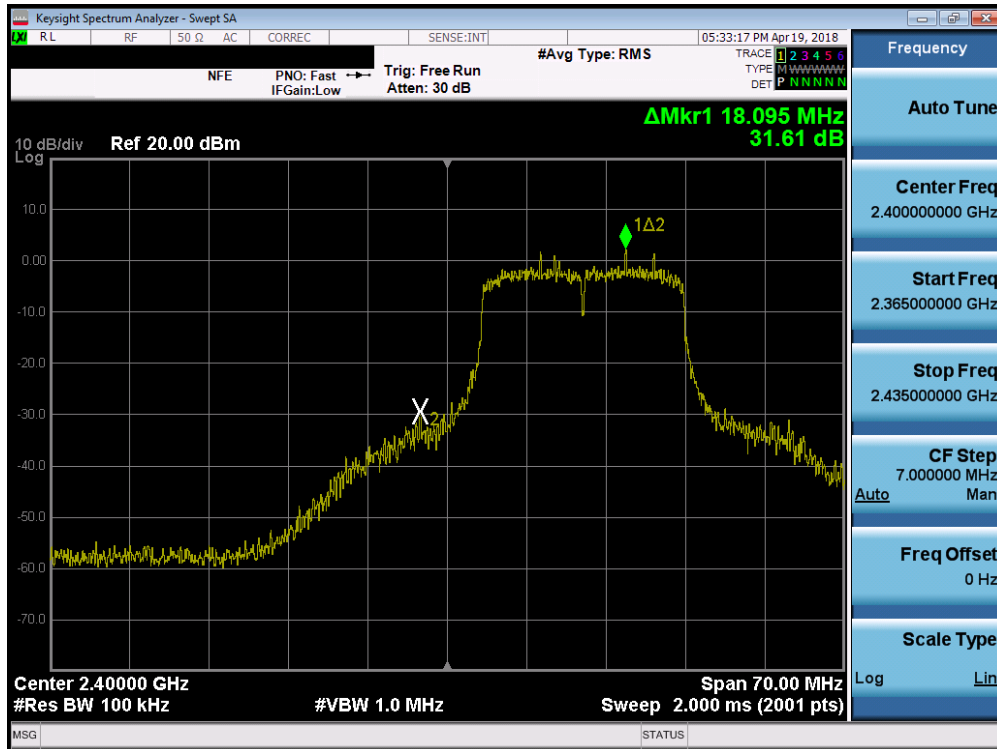 Keysight Spectrum Analyzer - Swept SA
LXI RL RF 50 Ω AC CORREC SENSE:INT 05:33:17 PM Apr 19, 2018
#Avg Type: RMS TRACE 1 2 3 4 5 6
NFE PNO: Fast Trig: Free Run TYPE M WWWWW
IFGain:Low Atten: 30 dB DET P N N N N N
ΔMkr1 18.095 MHz
31.61 dB
10 dB/div Ref 20.00 dBm
Log
10.0
1Δ2
0.00
-10.0
-20.0
-30.0
X2
-40.0
-50.0
-60.0
-70.0
Center 2.40000 GHz Span 70.00 MHz
#Res BW 100 kHz #VBW 1.0 MHz Sweep 2.000 ms (2001 pts)
MSG STATUS
Frequency
Auto Tune
Center Freq
2.400000000 GHz
Start Freq
2.365000000 GHz
Stop Freq
2.435000000 GHz
CF Step
7.000000 MHz
Auto Man
Freq Offset
0 Hz
Scale Type
Log Lin